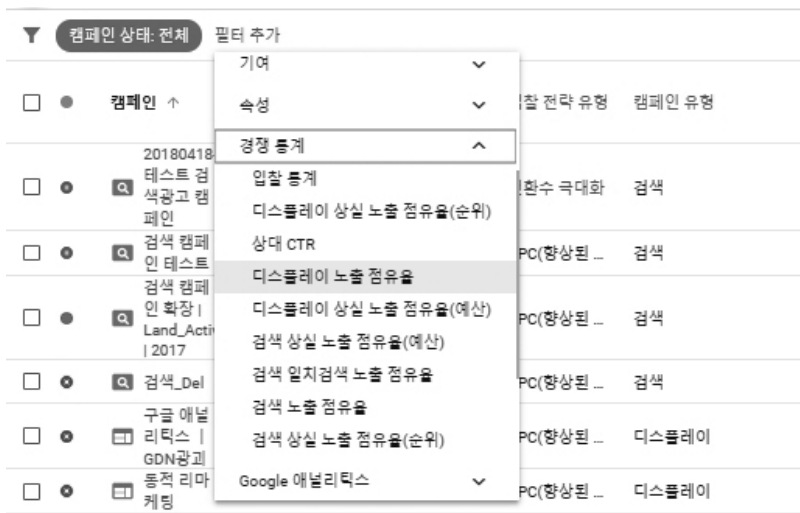 캠페인 상태: 전체 필터 추가
기여
속성
경쟁 통계
입찰 통계
디스플레이 상실 노출 점유율(순위)
상대 CTR
디스플레이 노출 점유율
디스플레이 상실 노출 점유율(예산)
검색 상실 노출 점유율(예산)
검색 일치검색 노출 점유율
검색 노출 점유율
검색 상실 노출 점유율(순위)
Google 애널리틱스
캠페인 ↑ 전략 유형 캠페인 유형
20180418
테스트 검
색광고 캠
페인
극대화 검색
검색 캠페
인 테스트
PC(향상된 ... 검색
검색 캠페
인 확장 |
Land_Activ
| 2017
PC(향상된 ... 검색
검색_Del PC(향상된 ... 검색
구글 애널
리틱스 |
GDN광고
PC(향상된 ... 디스플레이
동적 리마
케팅
PC(향상된 ... 디스플레이